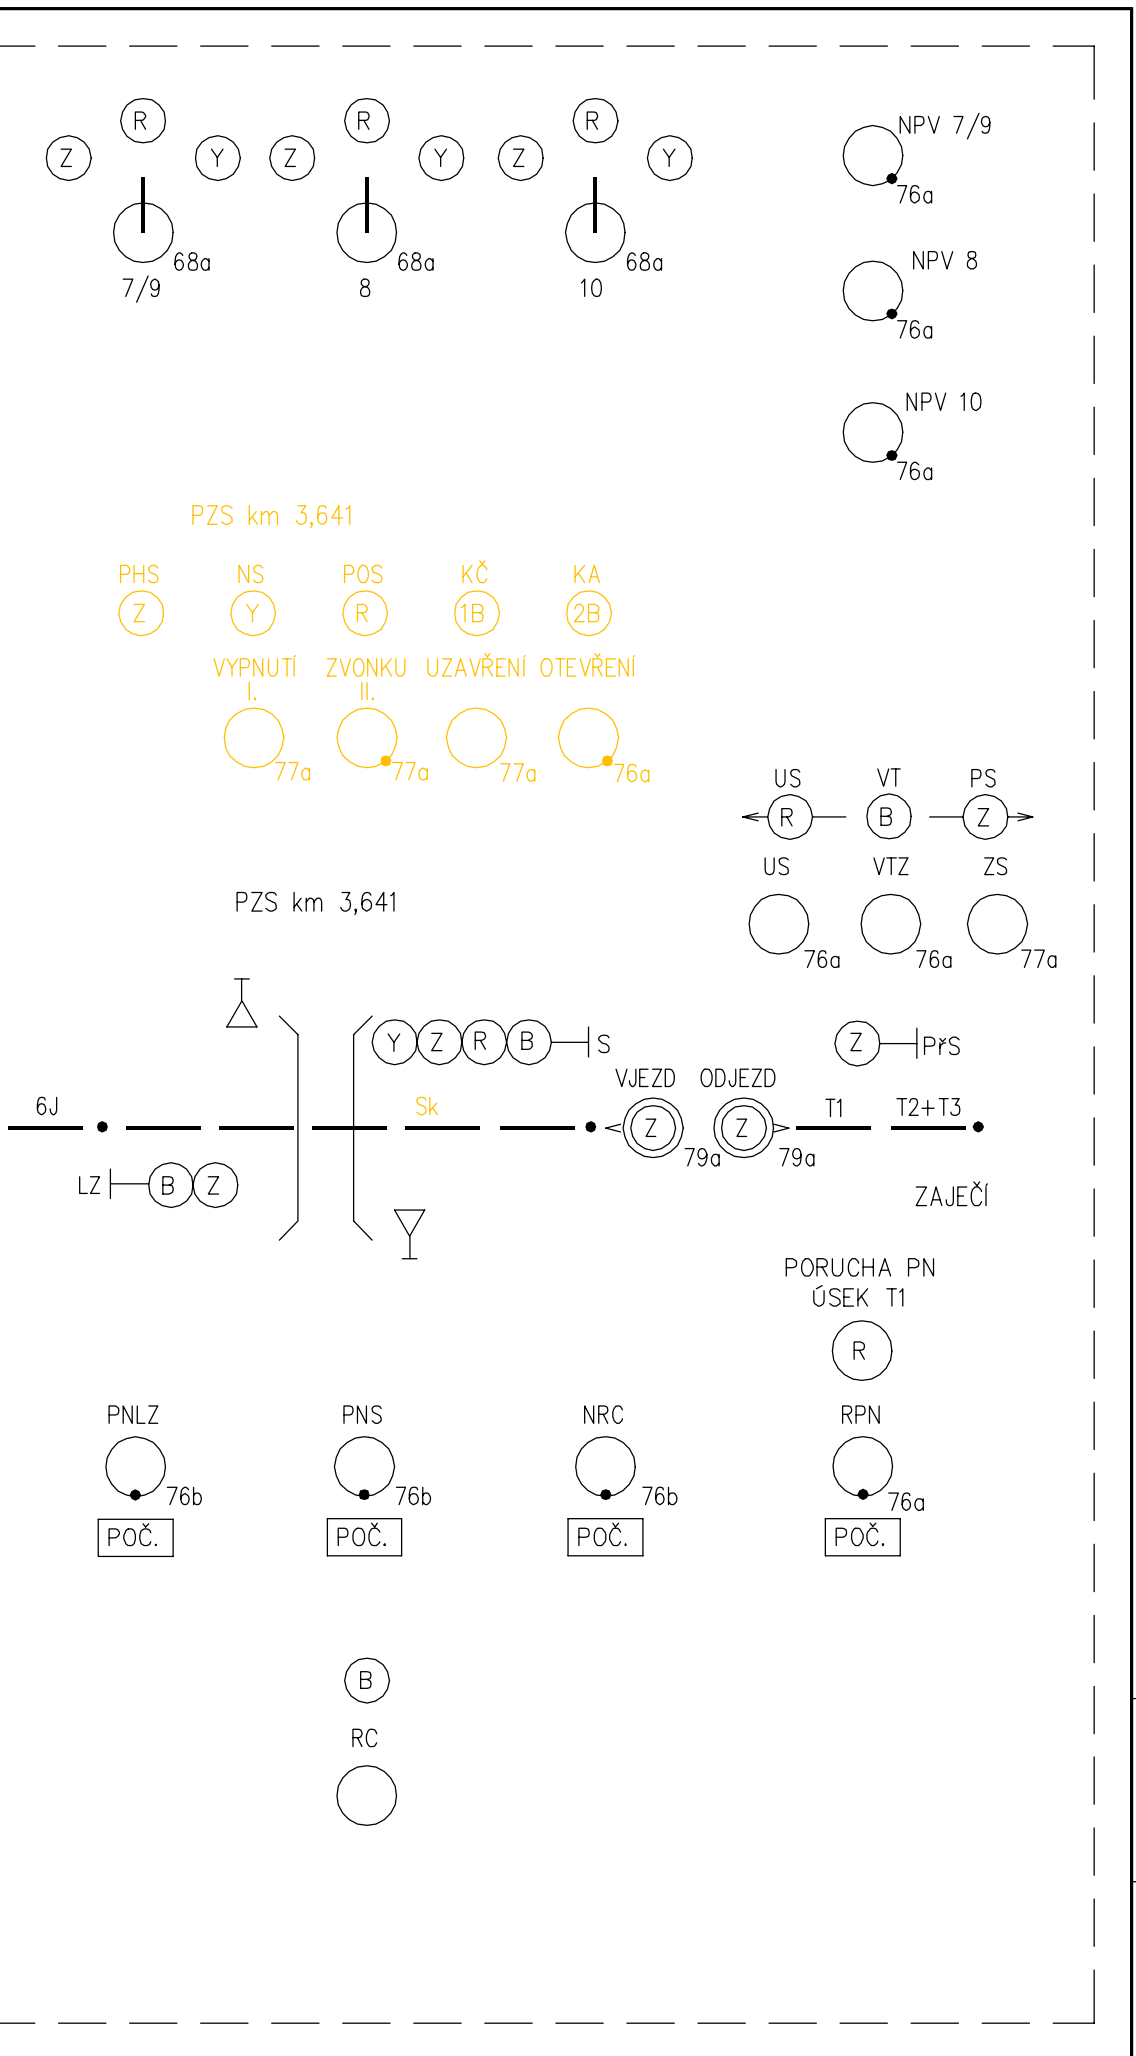 R R R NPV 7/9
Z Y Z Y Z Y
76a
68a 68a 68a
7/9 8 10
NPV 8
76a
NPV 10
76a
PZS km 3,641
PHS NS POS KČ KA
Z Y R 1B 2B
VYPNUTÍ ZVONKU UZAVŘENÍ OTEVŘENÍ
I. II.
77a 77a 77a 76a
US VT PS
R B Z
US VTZ ZS
PZS km 3,641
76a 76a 77a
Y Z R B S Z PřS
VJEZD ODJEZD
6J Sk T1 T2+T3
Z Z
79a 79a
LZ B Z
ZAJEČÍ
PORUCHA PN
ÚSEK T1
R
PNLZ PNS NRC RPN
76b 76b 76b 76a
POČ. POČ. POČ. POČ.
B
RC